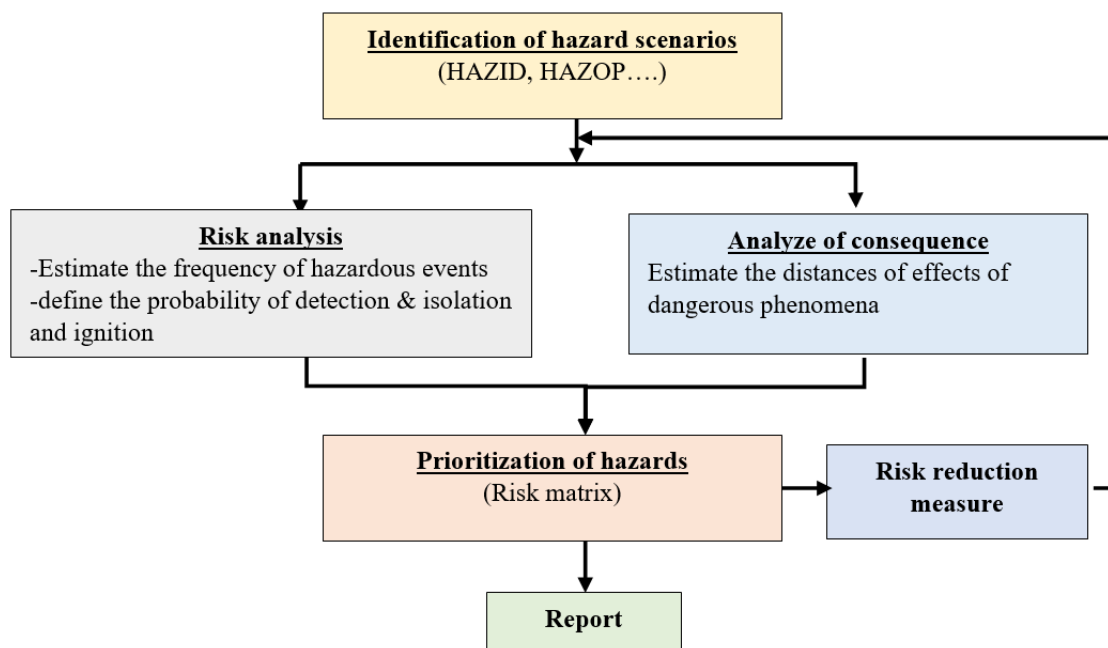 Identification of hazard scenarios
(HAZID, HAZOP….)
Risk analysis
-Estimate the frequency of hazardous events
-define the probability of detection & isolation
and ignition
Analyze of consequence
Estimate the distances of effects of
dangerous phenomena
Prioritization of hazards
(Risk matrix)
Risk reduction
measure
Report